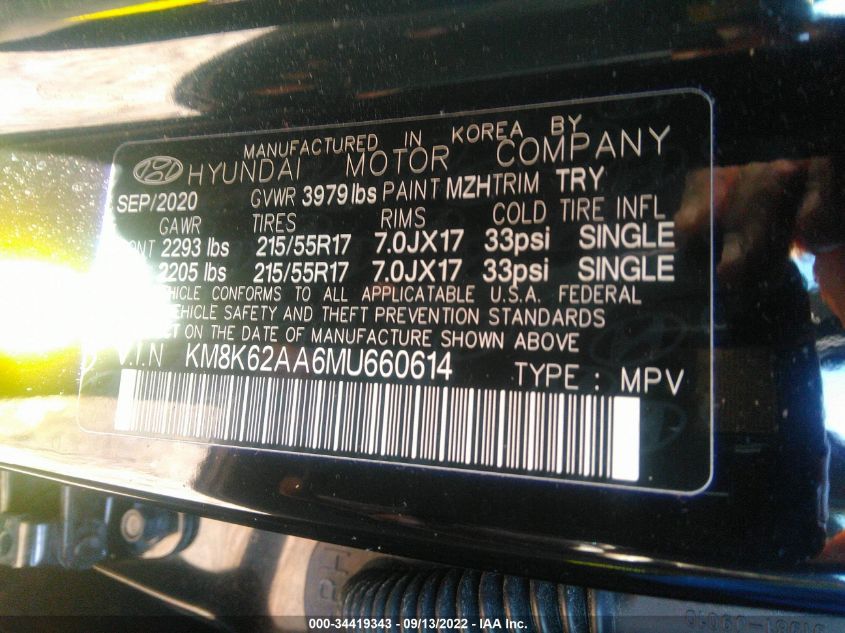 MANUFACTURED IN KOREA BY
HYUNDAI MOTOR COMPANY
SEP/2020 GVWR 3979lbs PAINT MZH TRIM TRY
GAWR TIRES RIMS COLD TIRE INFL
2293 lbs 215/55R17 7.0JX17 33psi SINGLE
2205 lbs 215/55R17 7.0JX17 33psi SINGLE
CONFORMS TO ALL APPLICATABLE U.S.A. FEDERAL
VEHICLE SAFETY AND THEFT PREVENTION STANDARDS
ON THE DATE OF MANUFACTURE SHOWN ABOVE
V.I.N KM8K62AA6MU660614 TYPE : MPV
000-34419343 - 09/13/2022 - IAA Inc.